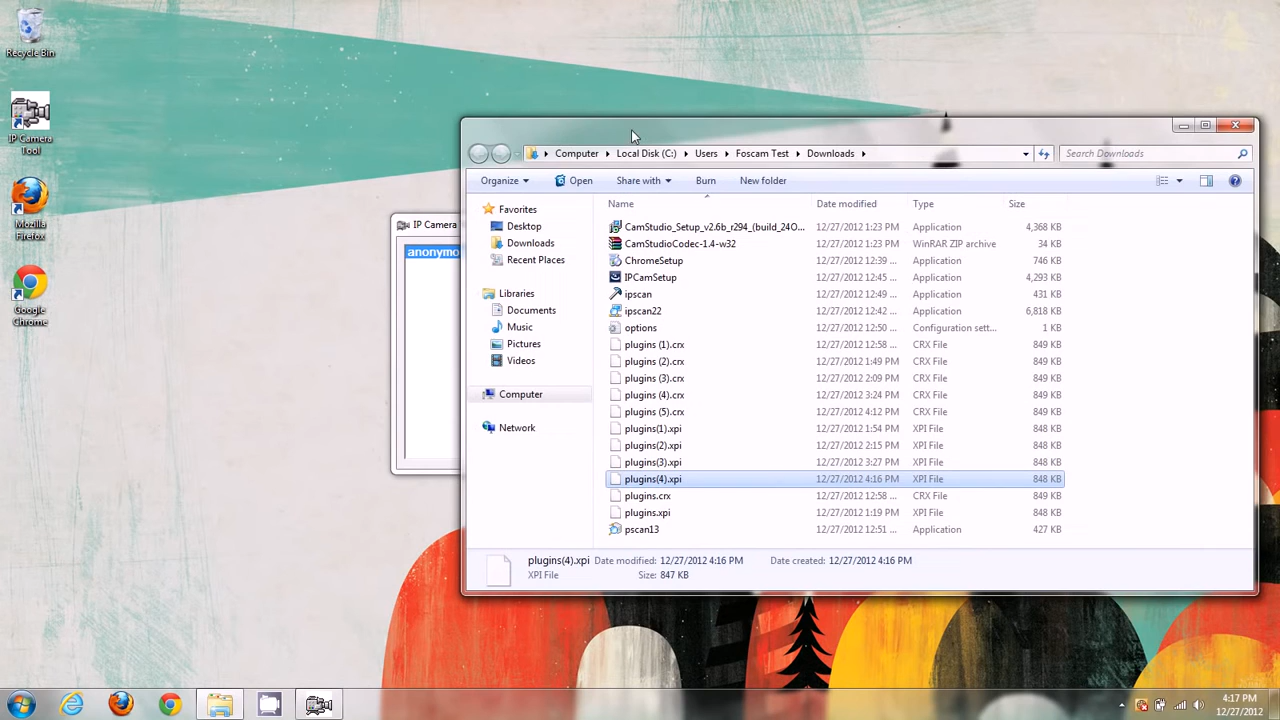 Recycle Bin
IP Camera
Tool
Mozilla
Firefox
Google
Chrome
IP Camera
anonymo
Computer Local Disk (C:) Users Foscam Test Downloads
Search Downloads
Organize Open Share with Burn New folder
Favorites
Desktop
Downloads
Recent Places
Libraries
Documents
Music
Pictures
Videos
Computer
Network
Name Date modified Type Size
CamStudio_Setup_v2.6b_r294_(build_24O... 12/27/2012 1:23 PM Application 4,368 KB
CamStudioCodec-1.4-w32 12/27/2012 1:23 PM WinRAR ZIP archive 34 KB
ChromeSetup 12/27/2012 12:39 ... Application 746 KB
IPCamSetup 12/27/2012 12:45 ... Application 4,293 KB
ipscan 12/27/2012 12:49 ... Application 431 KB
ipscan22 12/27/2012 12:42 ... Application 6,818 KB
options 12/27/2012 12:50 ... Configuration sett... 1 KB
plugins (1).crx 12/27/2012 12:58 ... CRX File 849 KB
plugins (2).crx 12/27/2012 1:49 PM CRX File 849 KB
plugins (3).crx 12/27/2012 2:09 PM CRX File 849 KB
plugins (4).crx 12/27/2012 3:24 PM CRX File 849 KB
plugins (5).crx 12/27/2012 4:12 PM CRX File 849 KB
plugins(1).xpi 12/27/2012 1:54 PM XPI File 848 KB
plugins(2).xpi 12/27/2012 2:15 PM XPI File 848 KB
plugins(3).xpi 12/27/2012 3:27 PM XPI File 848 KB
plugins(4).xpi 12/27/2012 4:16 PM XPI File 848 KB
plugins.crx 12/27/2012 12:58 ... CRX File 849 KB
plugins.xpi 12/27/2012 1:19 PM XPI File 848 KB
pscan13 12/27/2012 12:51 ... Application 427 KB
plugins(4).xpi Date modified: 12/27/2012 4:16 PM Date created: 12/27/2012 4:16 PM
XPI File Size: 847 KB
4:17 PM
12/27/2012